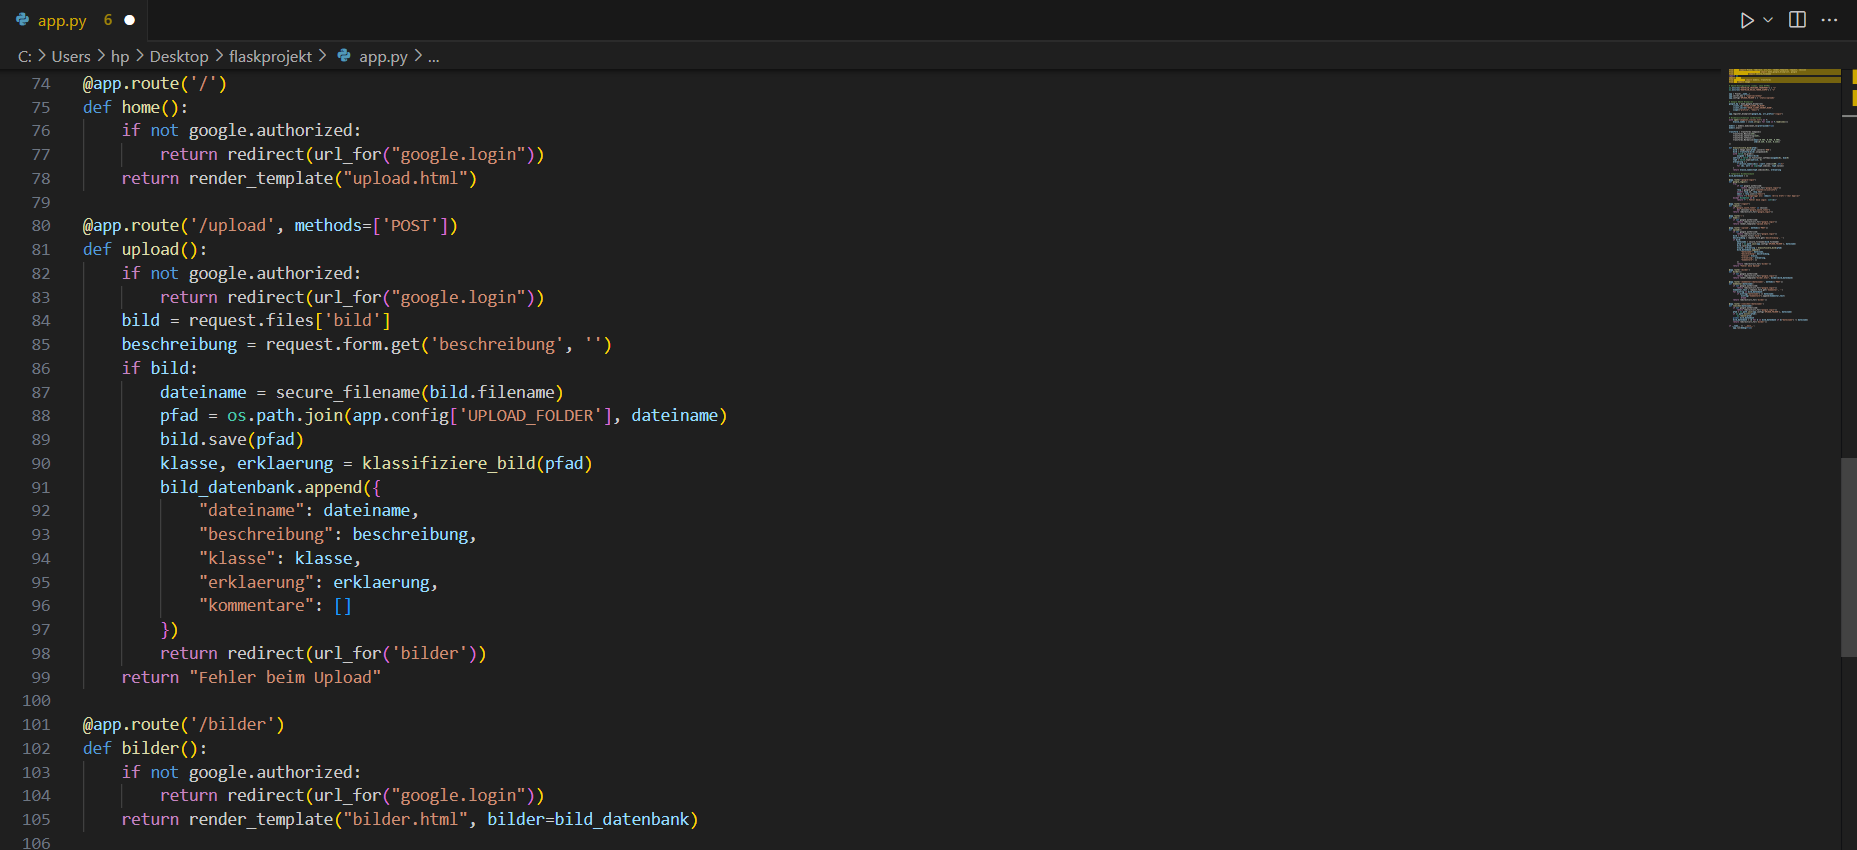 app.py 6
C: > Users > hp > Desktop > flaskprojekt > app.py > ...
74 @app.route('/')
75 def home():
76     if not google.authorized:
77         return redirect(url_for("google.login"))
78     return render_template("upload.html")
79
80 @app.route('/upload', methods=['POST'])
81 def upload():
82     if not google.authorized:
83         return redirect(url_for("google.login"))
84     bild = request.files['bild']
85     beschreibung = request.form.get('beschreibung', '')
86     if bild:
87         dateiname = secure_filename(bild.filename)
88         pfad = os.path.join(app.config['UPLOAD_FOLDER'], dateiname)
89         bild.save(pfad)
90         klasse, erklaerung = klassifiziere_bild(pfad)
91         bild_datenbank.append({
92             "dateiname": dateiname,
93             "beschreibung": beschreibung,
94             "klasse": klasse,
95             "erklaerung": erklaerung,
96             "kommentare": []
97         })
98         return redirect(url_for('bilder'))
99     return "Fehler beim Upload"
100
101 @app.route('/bilder')
102 def bilder():
103     if not google.authorized:
104         return redirect(url_for("google.login"))
105     return render_template("bilder.html", bilder=bild_datenbank)
106